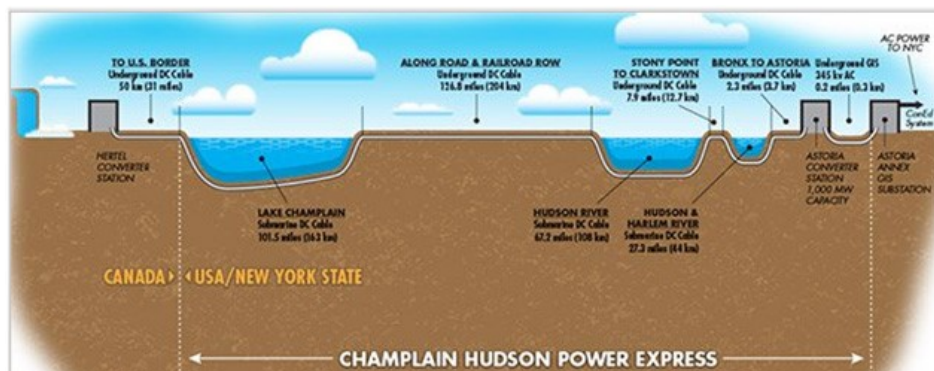 TO U.S. BORDER
Underground DC Cable
50 km (31 miles)
ALONG ROAD & RAILROAD ROW
Underground DC Cable
126.8 miles (204 km)
STONY POINT
TO CLARKSTOWN
Underground DC Cable
7.9 miles (12.7 km)
BRONX TO ASTORIA
Underground DC Cable
2.3 miles (3.7 km)
Underground GIS
345 kv AC
0.2 miles (0.3 km)
AC POWER
TO NYC
ConEd
System
HERTEL
CONVERTER
STATION
LAKE CHAMPLAIN
Submarine DC Cable
101.5 miles (163 km)
HUDSON RIVER
Submarine DC Cable
67.2 miles (108 km)
HUDSON &
HARLEM RIVER
Submarine DC Cable
27.3 miles (44 km)
ASTORIA
CONVERTER
STATION
1,000 MW
CAPACITY
ASTORIA
ANNEX
GIS
SUBSTATION
CANADA USA/NEW YORK STATE
CHAMPLAIN HUDSON POWER EXPRESS